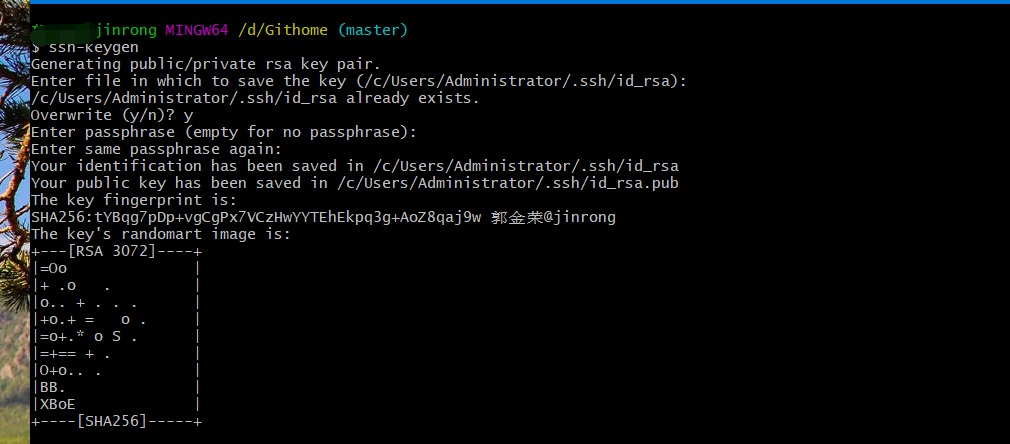 jinrong MINGW64 /d/Githome (master)
$ ssh-keygen
Generating public/private rsa key pair.
Enter file in which to save the key (/c/Users/Administrator/.ssh/id_rsa):
/c/Users/Administrator/.ssh/id_rsa already exists.
Overwrite (y/n)? y
Enter passphrase (empty for no passphrase):
Enter same passphrase again:
Your identification has been saved in /c/Users/Administrator/.ssh/id_rsa
Your public key has been saved in /c/Users/Administrator/.ssh/id_rsa.pub
The key fingerprint is:
SHA256:tYBqg7pDp+vgCgPx7VCzHwYYTEhEkpq3g+AoZ8qaj9w 郭金荣@jinrong
The key's randomart image is:
+---[RSA 3072]----+
|=Oo              |
|+ .o   .         |
|o.. + . . .      |
|+o.+ =   o .     |
|=o+.* o S .      |
|=+== + .         |
|O+o.. .          |
|BB.              |
|XBoE             |
+----[SHA256]-----+